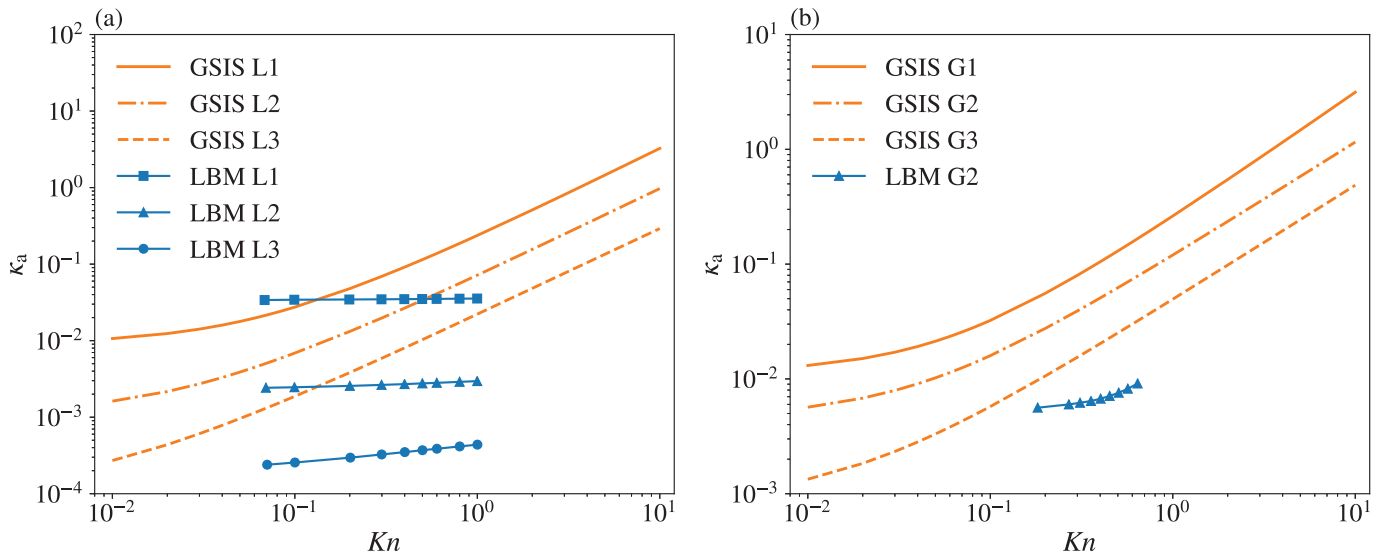 (a)
10²
10¹
10⁰
10⁻¹
10⁻²
10⁻³
10⁻⁴
κₐ
GSIS L1
GSIS L2
GSIS L3
LBM L1
LBM L2
LBM L3
10⁻² 10⁻¹ 10⁰ 10¹
Kn
(b)
10¹
10⁰
10⁻¹
10⁻²
10⁻³
κₐ
GSIS G1
GSIS G2
GSIS G3
LBM G2
10⁻² 10⁻¹ 10⁰ 10¹
Kn